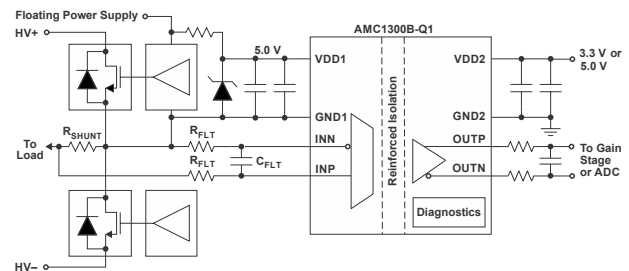 Floating Power Supply
HV+
AMC1300B-Q1
5.0 V
VDD1
VDD2
3.3 V or
5.0 V
GND1
GND2
Reinforced Isolation
RSHUNT
To
Load
RFLT
INN
OUTP
To Gain
Stage
or ADC
CFLT
RFLT
INP
OUTN
Diagnostics
HV–